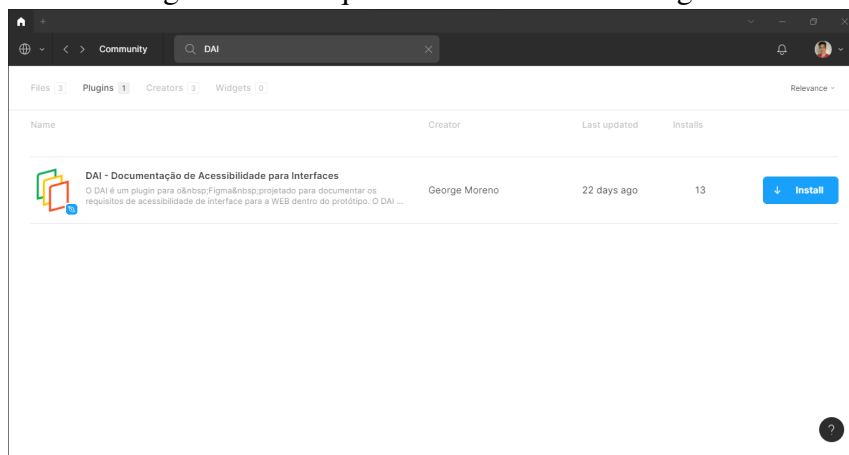 Community
DAI
Files 3 Plugins 1 Creators 3 Widgets 0
Relevance
Name Creator Last updated Installs
DAI - Documentação de Acessibilidade para Interfaces
O DAI é um plugin para o&nbsp;Figma&nbsp;projetado para documentar os
requisitos de acessibilidade de interface para a WEB dentro do protótipo. O DAI ...
George Moreno
22 days ago
13
Install
?